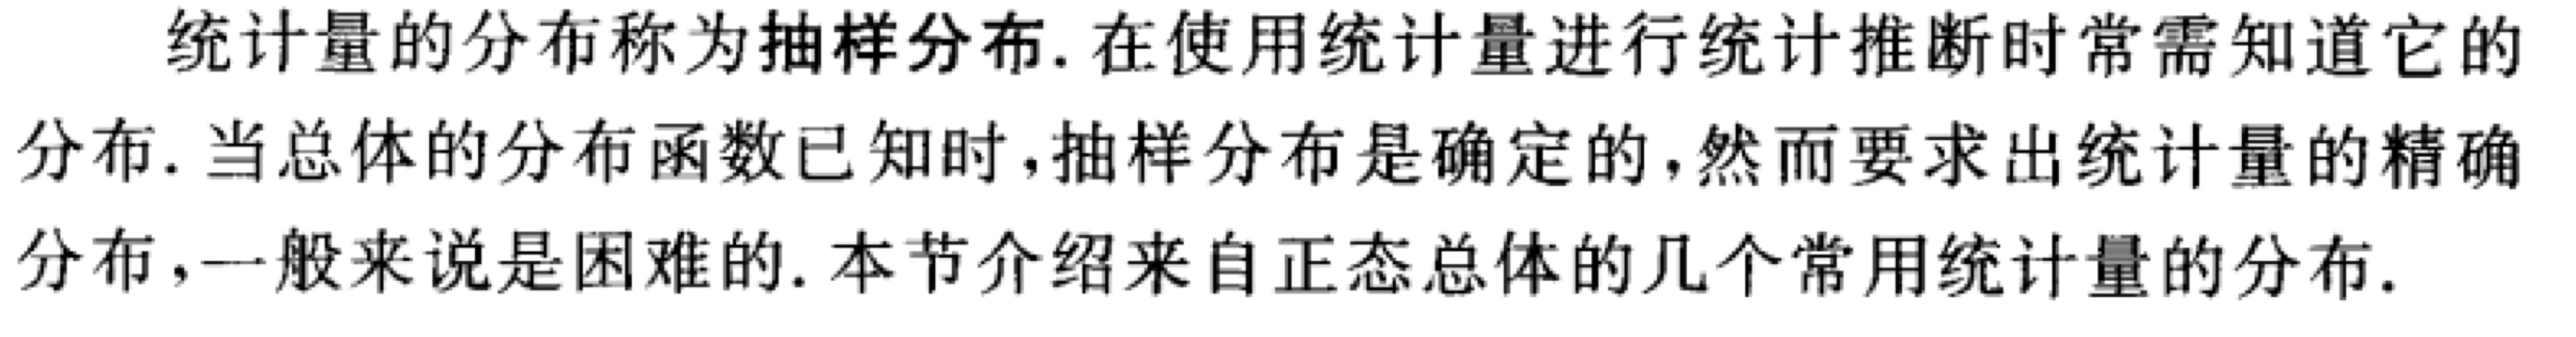 统计量的分布称为抽样分布. 在使用统计量进行统计推断时常需知道它的
分布. 当总体的分布函数已知时,抽样分布是确定的,然而要求出统计量的精确
分布,一般来说是困难的. 本节介绍来自正态总体的几个常用统计量的分布.